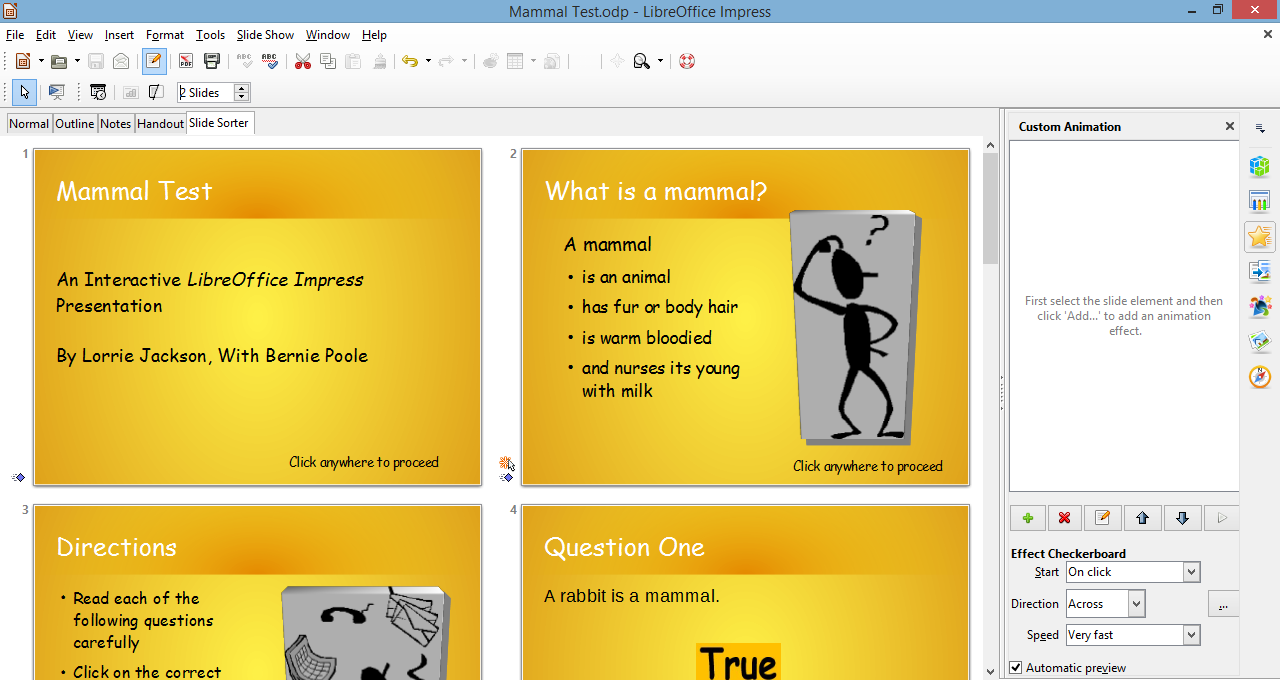 Mammal Test.odp - LibreOffice Impress
File Edit View Insert Format Tools Slide Show Window Help
2 Slides
Normal Outline Notes Handout Slide Sorter
1
Mammal Test
An Interactive LibreOffice Impress
Presentation
By Lorrie Jackson, With Bernie Poole
Click anywhere to proceed
2
What is a mammal?
A mammal
• is an animal
• has fur or body hair
• is warm bloodied
• and nurses its young
with milk
?
Click anywhere to proceed
3
Directions
• Read each of the
following questions
carefully
• Click on the correct
4
Question One
A rabbit is a mammal.
True
Custom Animation
First select the slide element and then
click 'Add...' to add an animation
effect.
Effect Checkerboard
Start On click
Direction Across ...
Speed Very fast
Automatic preview